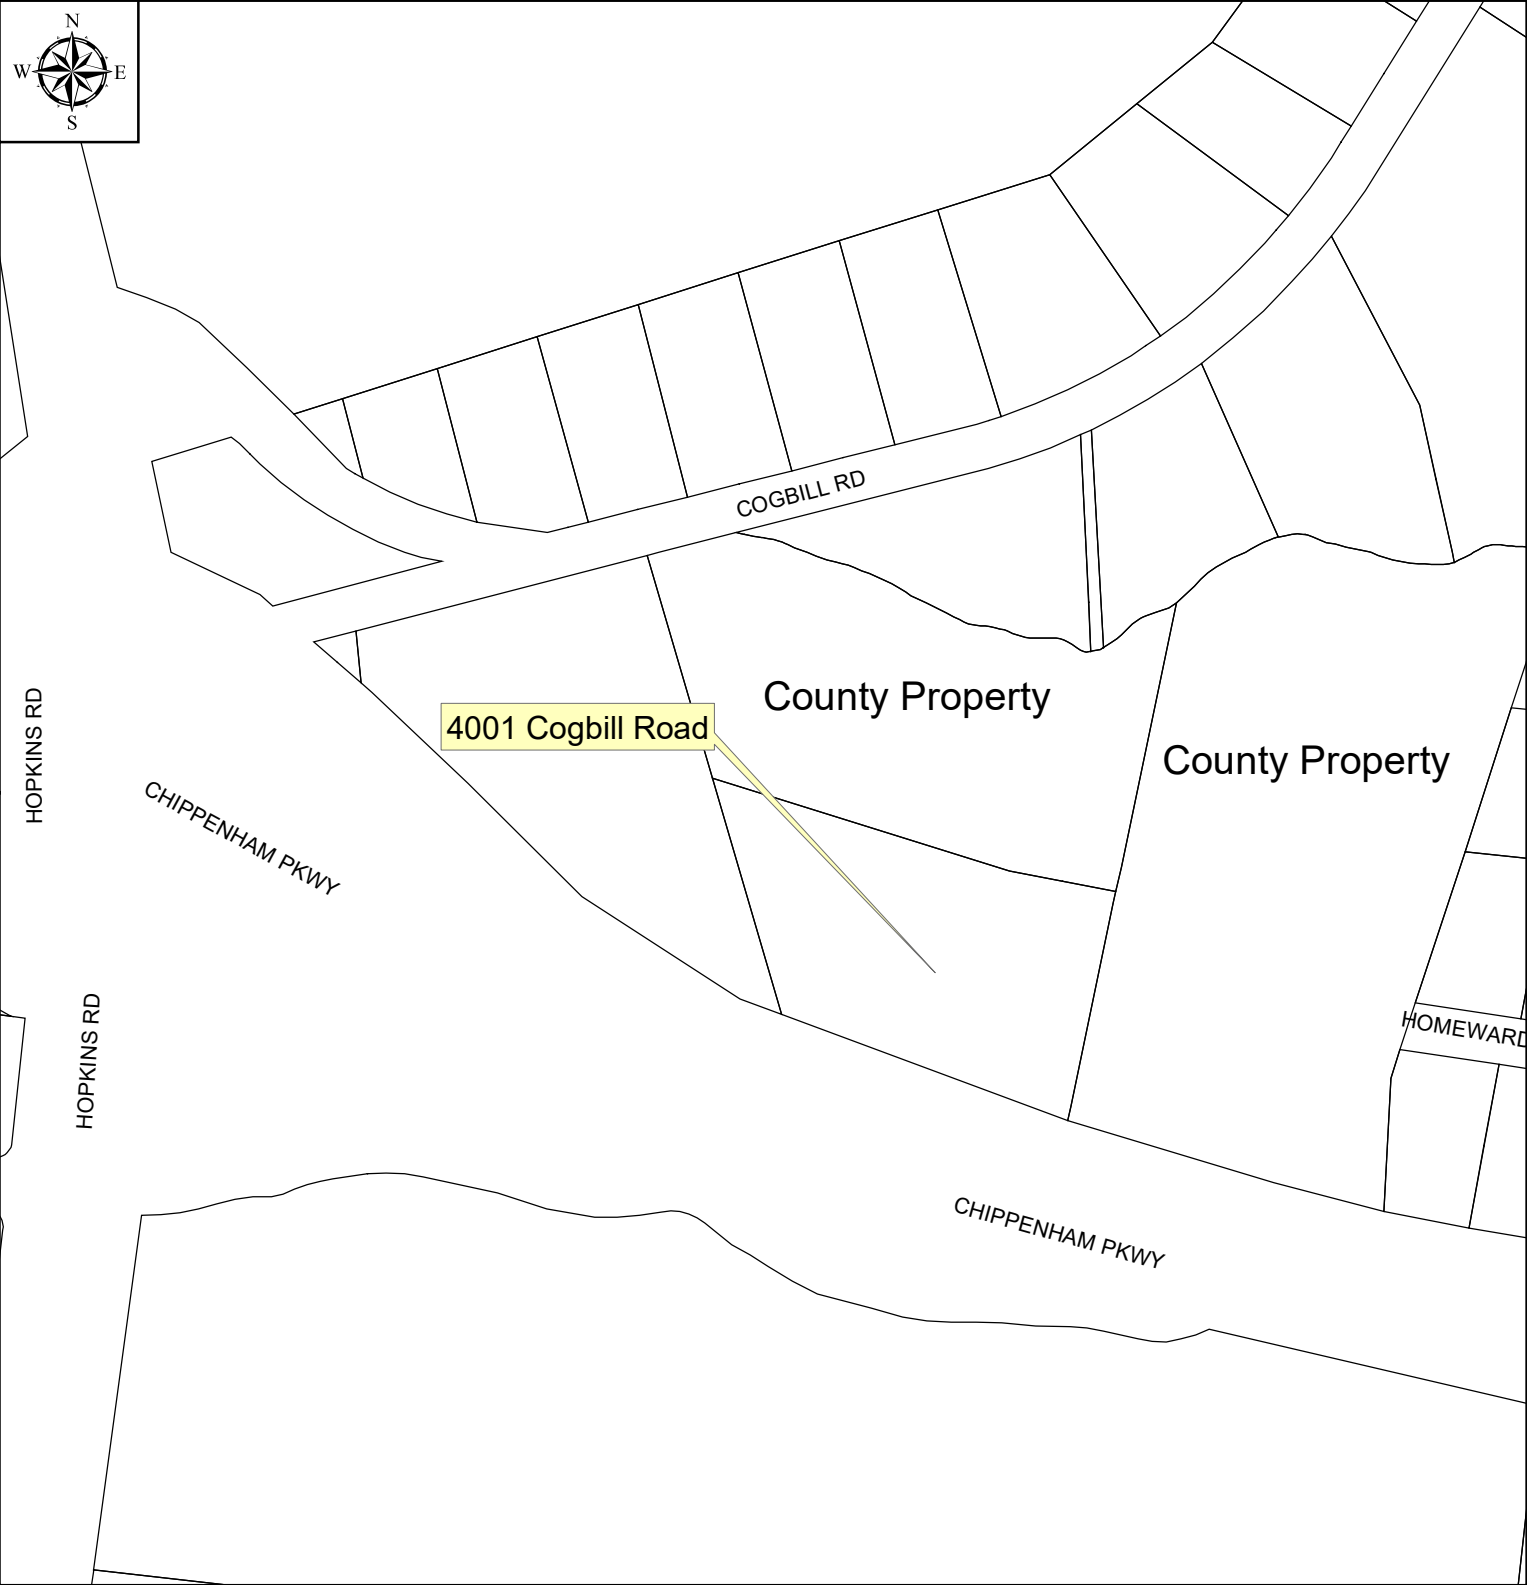 N
W E
S
COGBILL RD
County Property
4001 Cogbill Road
County Property
HOPKINS RD
CHIPPENHAM PKWY
HOPKINS RD
HOMEWARD
CHIPPENHAM PKWY